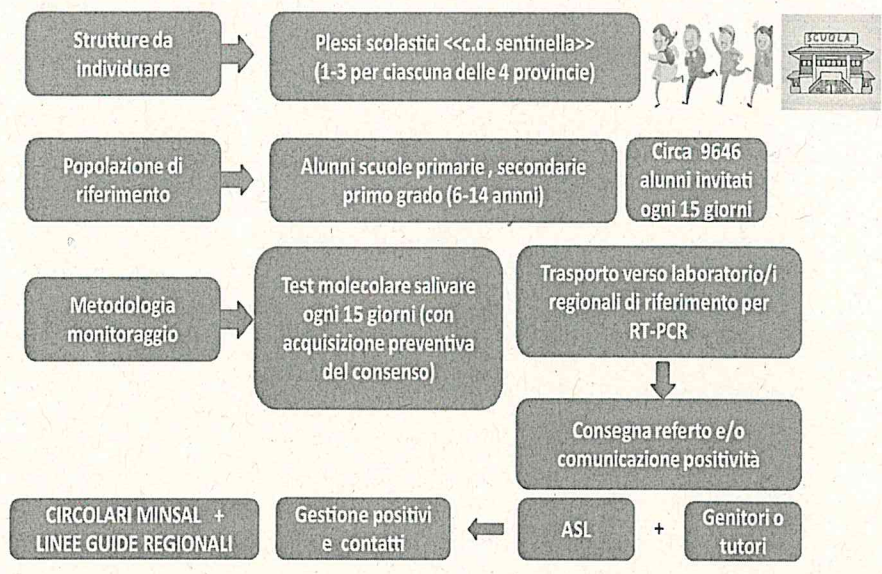 Strutture da
individuare
Plessi scolastici <<c.d. sentinella>>
(1-3 per ciascuna delle 4 provincie)
SCUOLA
Popolazione di
riferimento
Alunni scuole primarie , secondarie
primo grado (6-14 annni)
Circa 9646
alunni invitati
ogni 15 giorni
Metodologia
monitoraggio
Test molecolare salivare
ogni 15 giorni (con
acquisizione preventiva
del consenso)
Trasporto verso laboratorio/i
regionali di riferimento per
RT-PCR
Consegna referto e/o
comunicazione positività
CIRCOLARI MINSAL +
LINEE GUIDE REGIONALI
Gestione positivi
e contatti
ASL
+
Genitori o
tutori